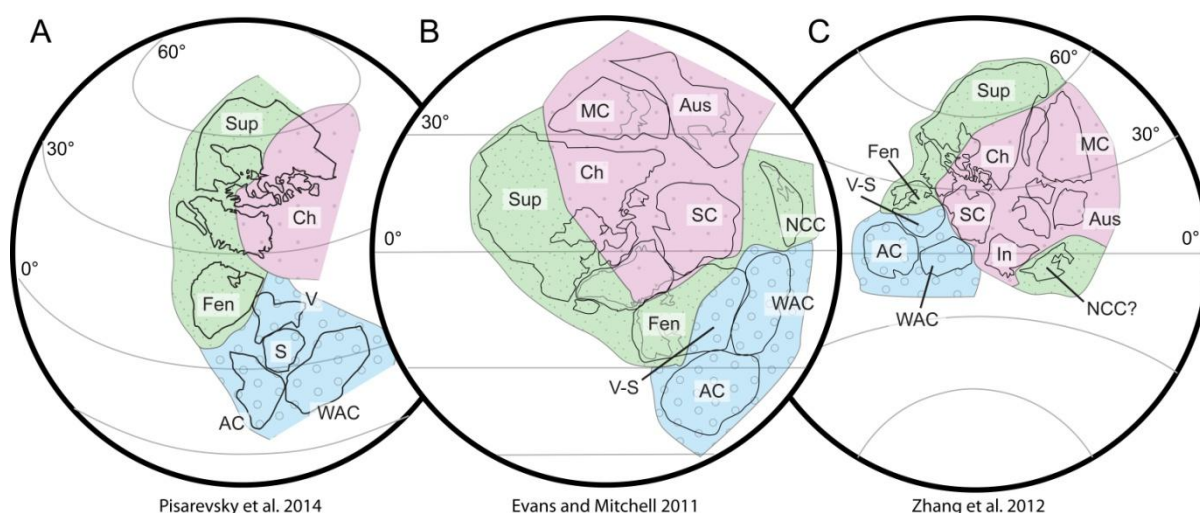 A
60°
30°
0°
Sup
Ch
Fen
V
S
AC
WAC
Pisarevsky et al. 2014
B
30°
0°
MC
Aus
Ch
Sup
SC
NCC
Fen
WAC
V-S
AC
Evans and Mitchell 2011
C
60°
30°
0°
Sup
Fen
Ch
MC
V-S
SC
Aus
AC
In
WAC
NCC?
Zhang et al. 2012